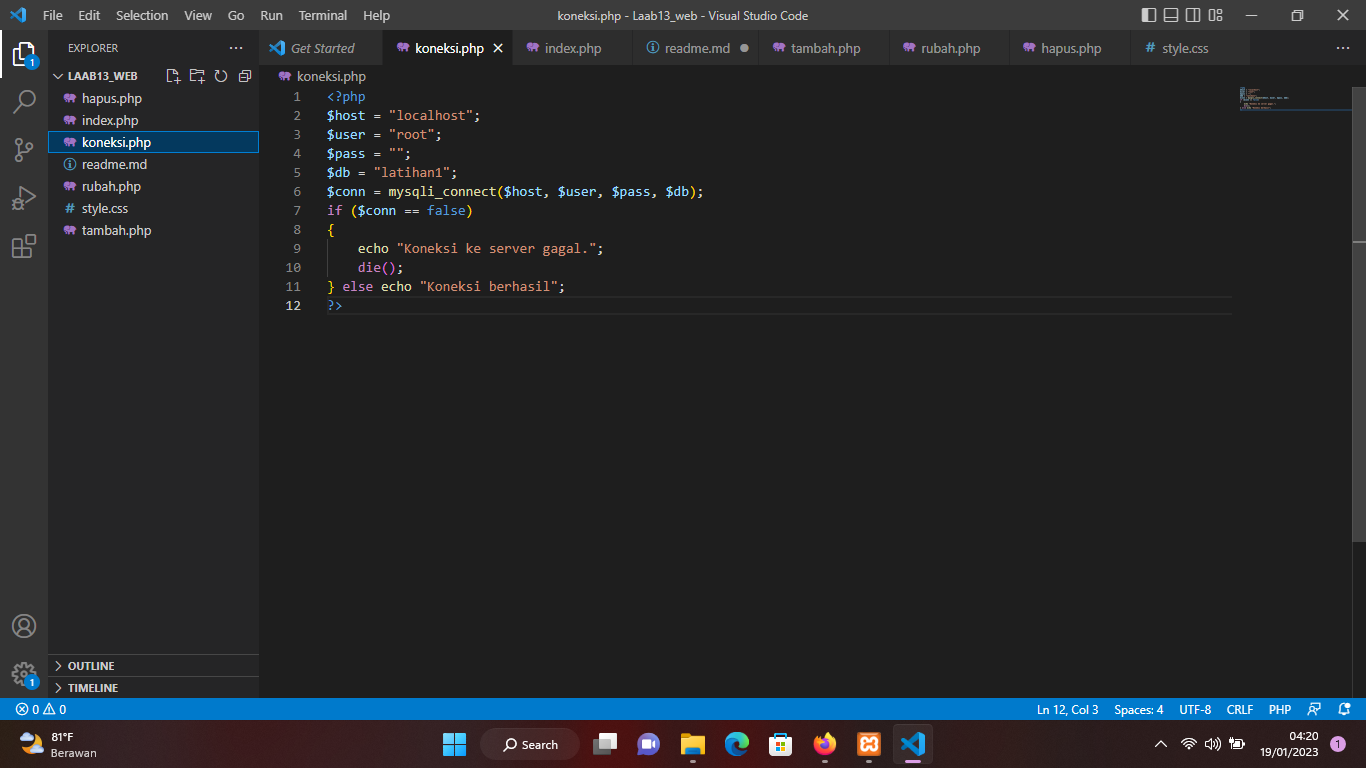 File Edit Selection View Go Run Terminal Help koneksi.php - Laab13_web - Visual Studio Code
EXPLORER
Get Started koneksi.php index.php readme.md tambah.php rubah.php hapus.php style.css
1
LAAB13_WEB
koneksi.php
hapus.php
index.php
koneksi.php
readme.md
rubah.php
# style.css
tambah.php
1 <?php
2 $host = "localhost";
3 $user = "root";
4 $pass = "";
5 $db = "latihan1";
6 $conn = mysqli_connect($host, $user, $pass, $db);
7 if ($conn == false)
8 {
9 echo "Koneksi ke server gagal.";
10 die();
11 } else echo "Koneksi berhasil";
12 ?>
OUTLINE
TIMELINE
1
0 0 Ln 12, Col 3 Spaces: 4 UTF-8 CRLF PHP
81°F
Berawan
Search
04:20
19/01/2023
1